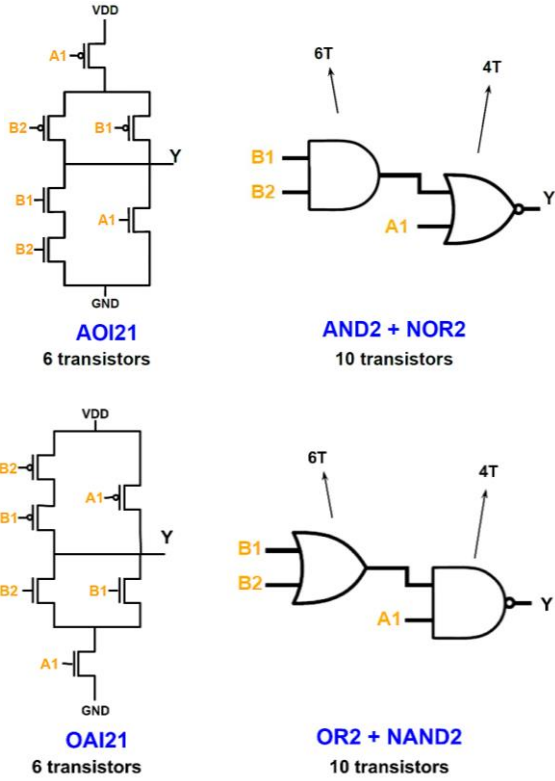 VDD
A1
B2
B1
Y
B1
A1
B2
GND
AOI21
6 transistors
6T
4T
B1
B2
A1
Y
AND2 + NOR2
10 transistors
VDD
B2
A1
B1
Y
B2
B1
A1
GND
OAI21
6 transistors
6T
4T
B1
B2
A1
Y
OR2 + NAND2
10 transistors